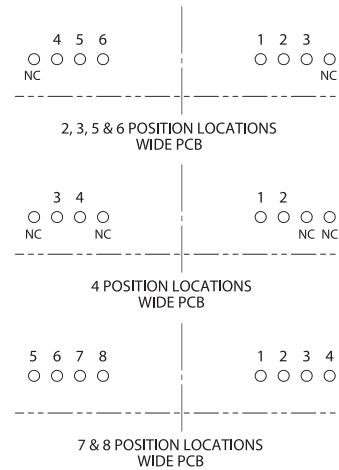 4 5 6 1 2 3
NC NC
2, 3, 5 & 6 POSITION LOCATIONS
WIDE PCB
3 4 1 2
NC NC NC NC
4 POSITION LOCATIONS
WIDE PCB
5 6 7 8 1 2 3 4
7 & 8 POSITION LOCATIONS
WIDE PCB